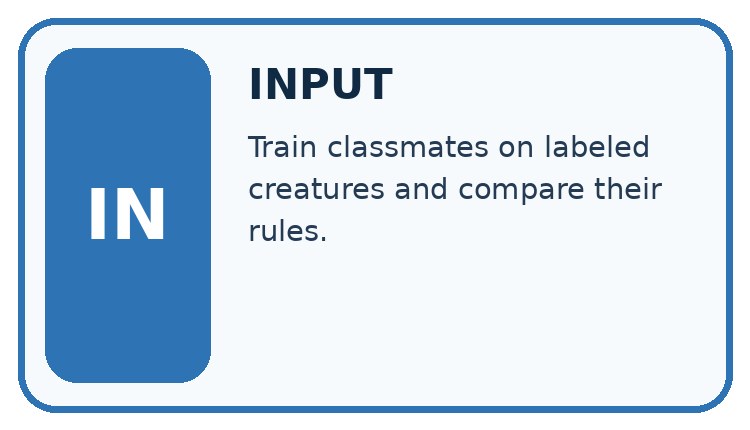 IN
INPUT
Train classmates on labeled
creatures and compare their
rules.